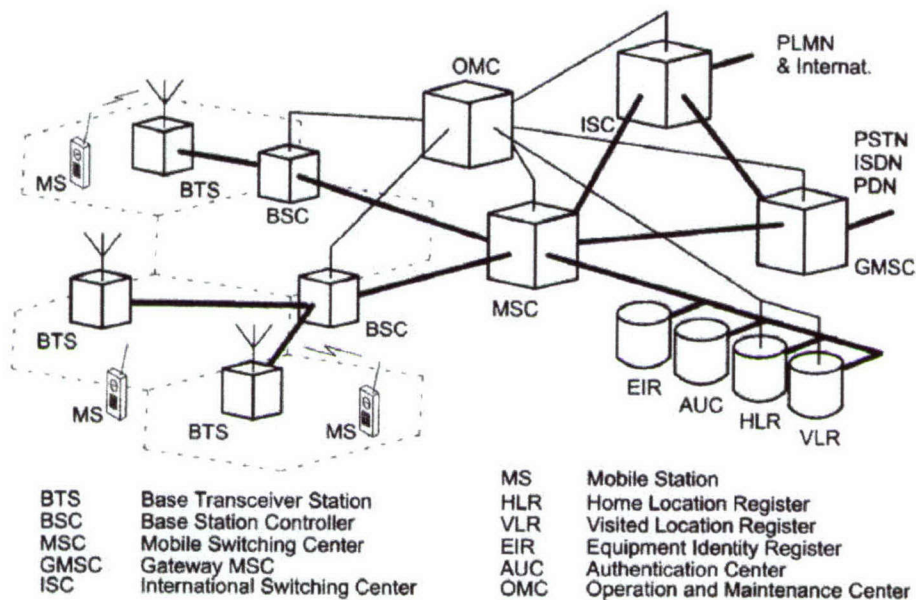 PLMN
& Internat.
OMC
ISC
PSTN
ISDN
PDN
MS
BTS
BSC
GMSC
MSC
BTS
BSC
EIR
AUC
HLR
VLR
MS
BTS
MS
BTS Base Transceiver Station
BSC Base Station Controller
MSC Mobile Switching Center
GMSC Gateway MSC
ISC International Switching Center
MS Mobile Station
HLR Home Location Register
VLR Visited Location Register
EIR Equipment Identity Register
AUC Authentication Center
OMC Operation and Maintenance Center